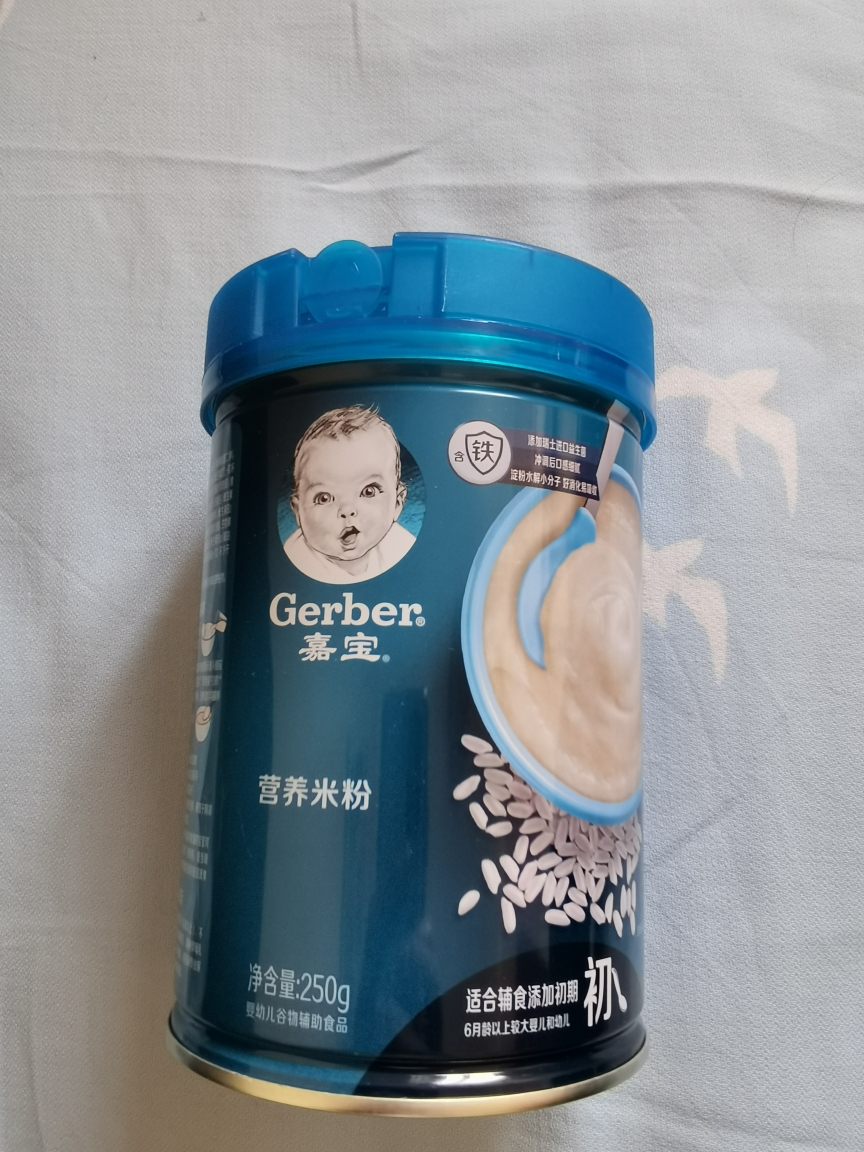 含
铁
添加瑞士进口益生菌
冲调后口感细腻
淀粉水解小分子 好消化易吸收
Gerber®
嘉宝®
营养米粉
净含量:250g
婴幼儿谷物辅助食品
适合辅食添加初期
6月龄以上较大婴儿和幼儿
初